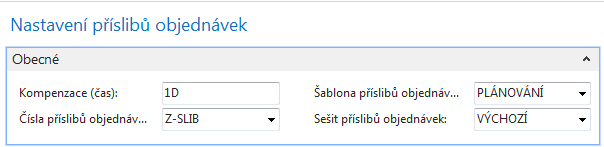 Nastavení příslibů objednávek
Obecné
Kompenzace (čas): 1D Šablona příslibů objednáv... PLÁNOVÁNÍ
Čísla příslibů objednáv... Z-SLIB Sešit příslibů objednávek: VÝCHOZÍ